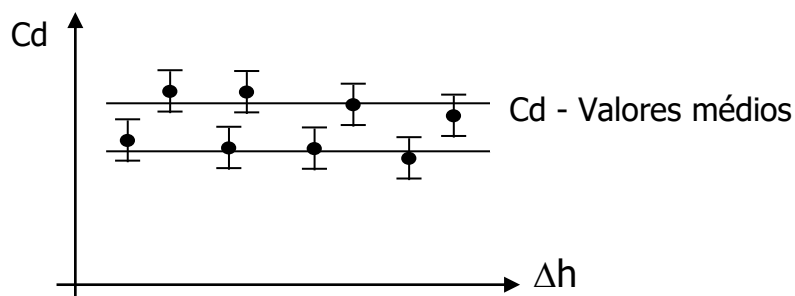 Cd
Cd - Valores médios
Δh